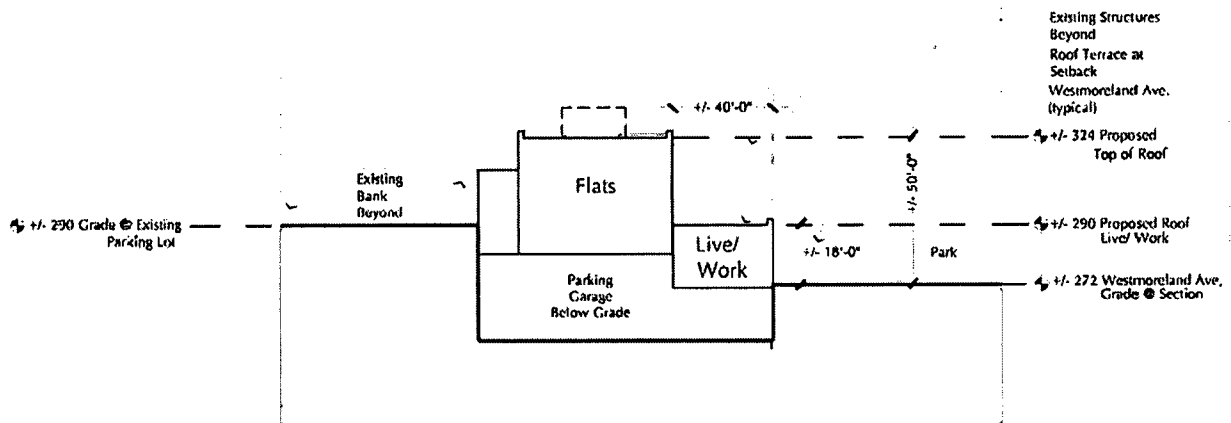 Existing Structures
Beyond
Roof Terrace at
Setback
Westmoreland Ave.
(typical)
+/- 40'-0"
+/- 324 Proposed
Top of Roof
+/- 50'-0"
Existing
Bank
Beyond
Flats
+/- 290 Grade @ Existing
Parking Lot
+/- 290 Proposed Roof
Live/ Work
Live/
Work
+/- 18'-0"
Park
Parking
Garage
Below Grade
+/- 272 Westmoreland Ave,
Grade @ Section